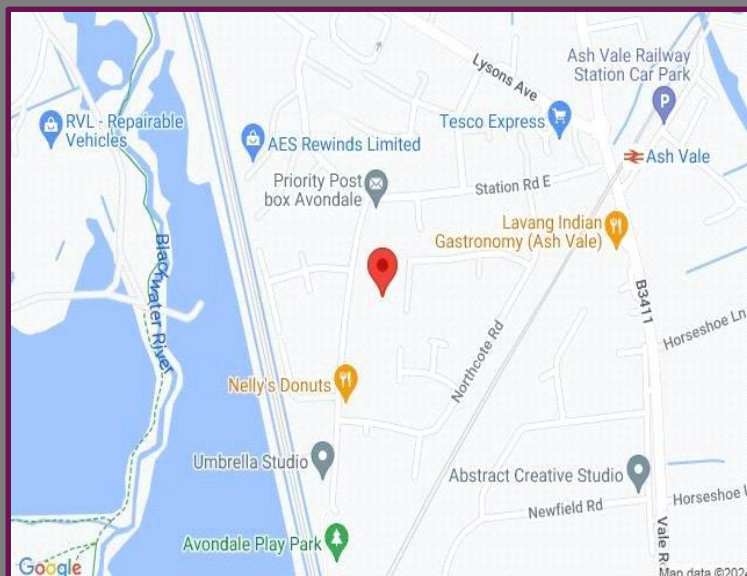 Lysons Ave
Ash Vale Railway
Station Car Park
P
RVL - Repairable
Vehicles
Tesco Express
AES Rewinds Limited
Ash Vale
Priority Post
box Avondale
Station Rd E
Lavang Indian
Gastronomy (Ash Vale)
Blackwater River
B3411
Horseshoe Ln
Northcote Rd
Nelly's Donuts
Umbrella Studio
Abstract Creative Studio
Newfield Rd
Horseshoe L
Vale R
Avondale Play Park
Google
Map data ©2024